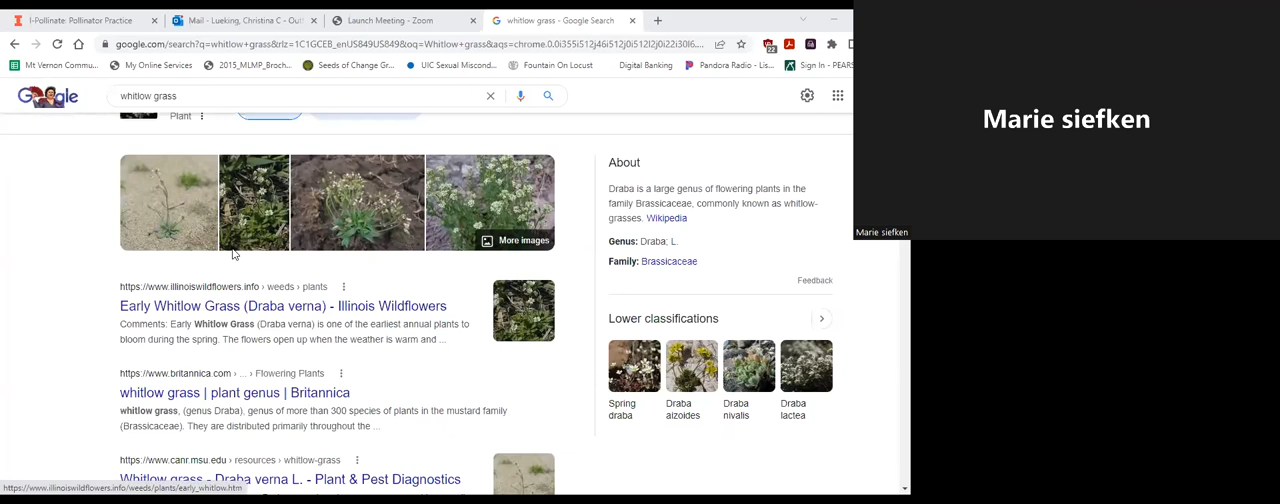 I-Pollinate Pollinator Practice
Mail - Lueking, Christina C - Out
Launch Meeting - Zoom
whitlow grass - Google Search
google.com/search?q=whitlow+grass&rlz=1C1GCEB_enUS849US849&oq=Whitlow+grass&aqs=chrome.0.0i355i512j46i512j0i512l2j0i22i30l6....
22
Mt Vernon Commu...
My Online Services
2015_MLMP_Broch...
Seeds of Change Gr...
UIC Sexual Miscond...
Fountain On Locust
Digital Banking
Pandora Radio - Lis...
Sign In - PEARS
Google
whitlow grass
Plant
More images
https://www.illinoiswildflowers.info › weeds › plants
Early Whitlow Grass (Draba verna) - Illinois Wildflowers
Comments: Early Whitlow Grass (Draba verna) is one of the earliest annual plants to
bloom during the spring. The flowers open up when the weather is warm and ...
https://www.britannica.com › ... › Flowering Plants
whitlow grass | plant genus | Britannica
whitlow grass, (genus Draba), genus of more than 300 species of plants in the mustard family
(Brassicaceae). They are distributed primarily throughout the ...
https://www.canr.msu.edu › resources › whitlow-grass
Whitlow grass - Draba verna L. - Plant & Pest Diagnostics
https://www.illinoiswildflowers.info/weeds/plants/early_whitlow.htm
About
Draba is a large genus of flowering plants in the
family Brassicaceae, commonly known as whitlow-
grasses. Wikipedia
Genus: Draba; L.
Family: Brassicaceae
Feedback
Lower classifications
Spring
draba
Draba
aizoides
Draba
nivalis
Draba
lactea
Marie siefken
Marie siefken